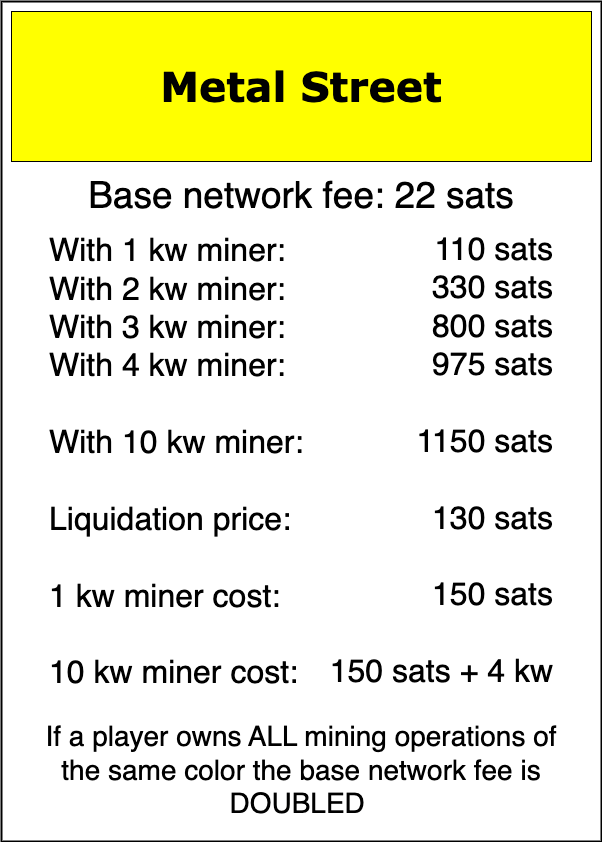 Metal Street
Base network fee: 22 sats
With 1 kw miner: 110 sats
With 2 kw miner: 330 sats
With 3 kw miner: 800 sats
With 4 kw miner: 975 sats
With 10 kw miner: 1150 sats
Liquidation price: 130 sats
1 kw miner cost: 150 sats
10 kw miner cost: 150 sats + 4 kw
If a player owns ALL mining operations of
the same color the base network fee is
DOUBLED